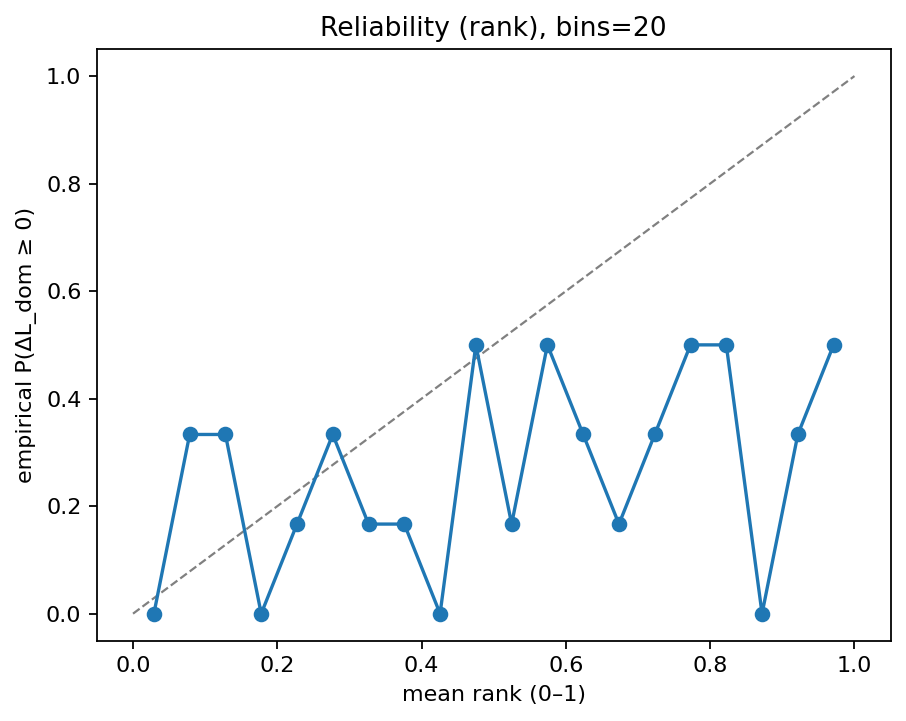 Reliability (rank), bins=20
1.0
0.8
0.6
0.4
0.2
0.0
empirical P(ΔL_dom ≥ 0)
0.0 0.2 0.4 0.6 0.8 1.0
mean rank (0–1)